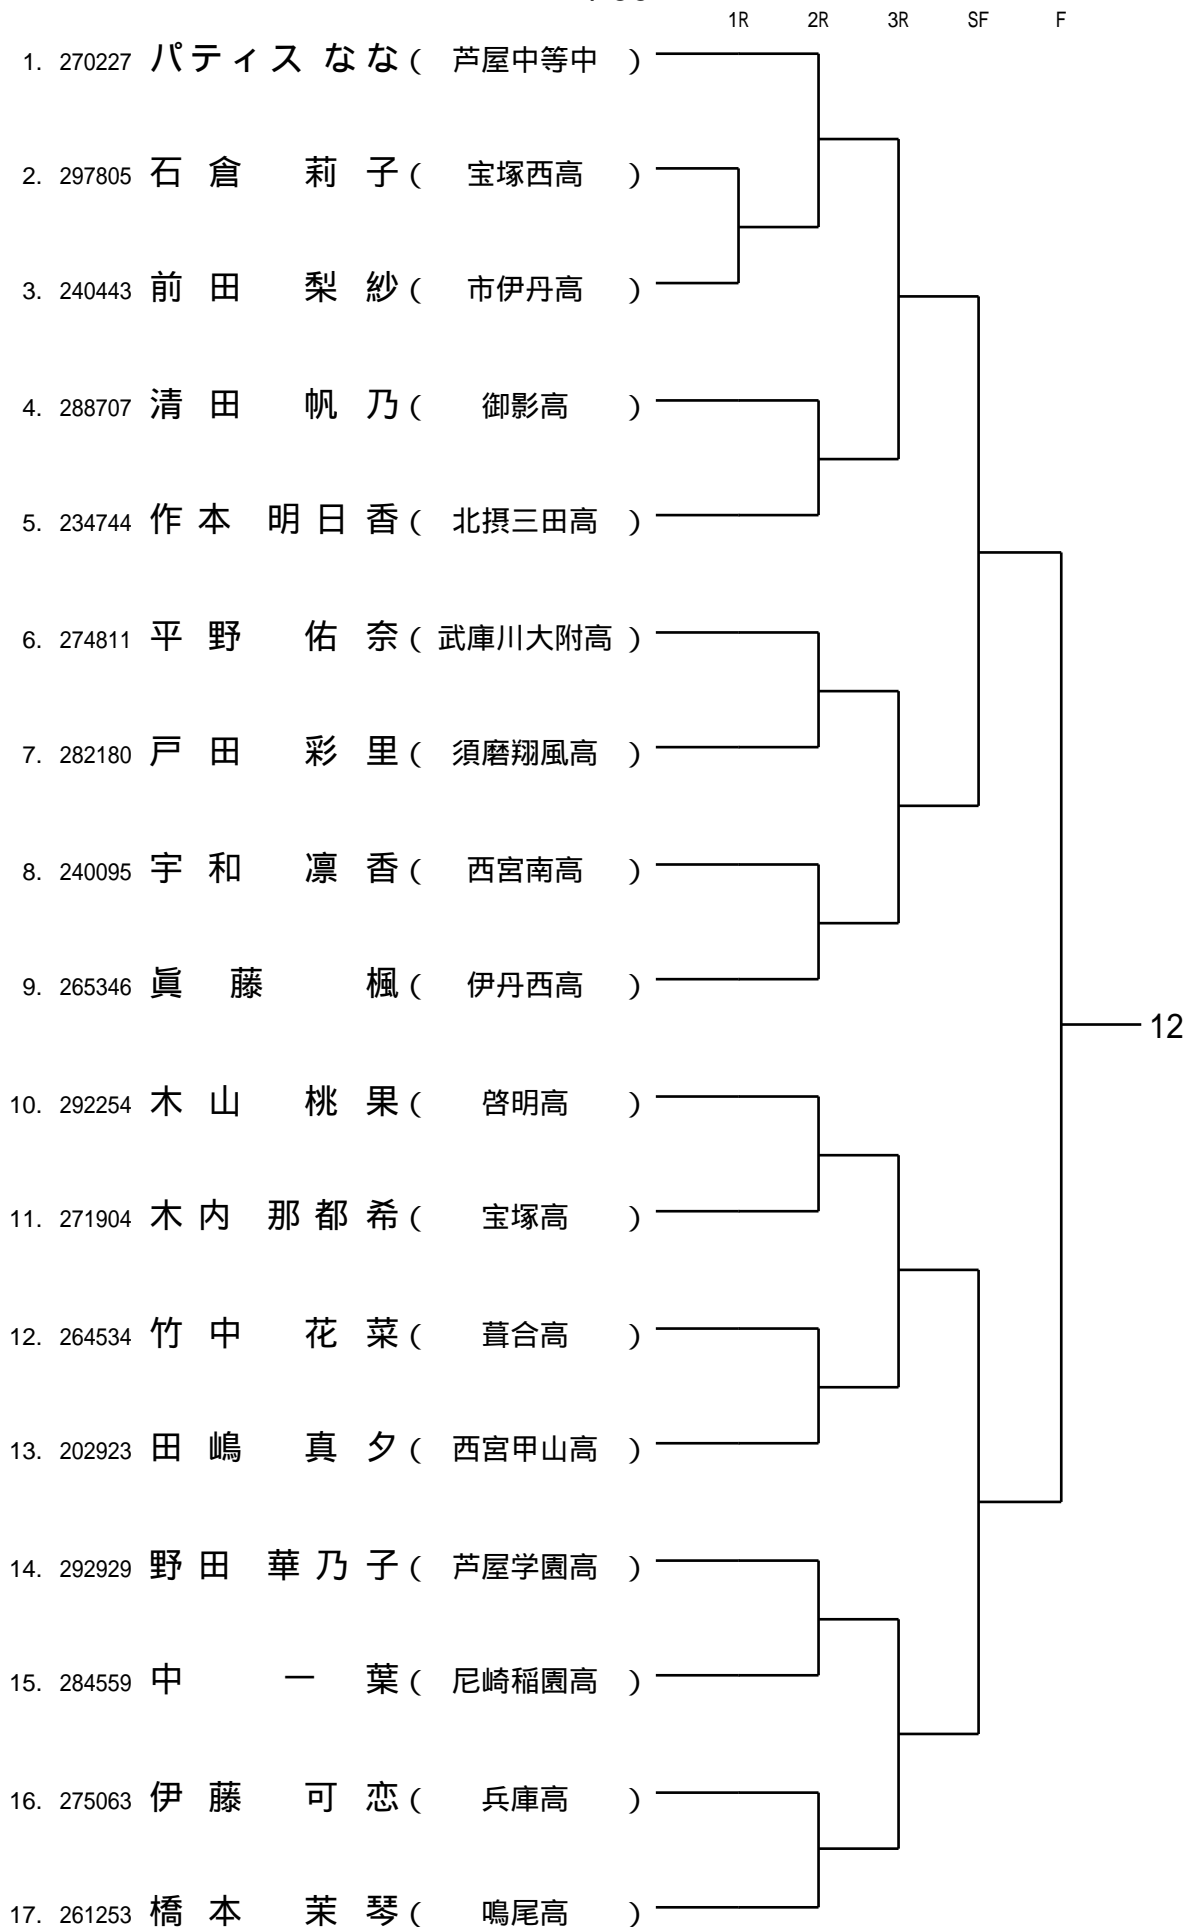 1R 2R 3R SF F
1. 270227 パティス なな ( 芦屋中等中 )
2. 297805 石倉 莉子 ( 宝塚西高 )
3. 240443 前田 梨紗 ( 市伊丹高 )
4. 288707 清田 帆乃 ( 御影高 )
5. 234744 作本 明日香 ( 北摂三田高 )
6. 274811 平野 佑奈 ( 武庫川大附高 )
7. 282180 戸田 彩里 ( 須磨翔風高 )
8. 240095 宇和 凛香 ( 西宮南高 )
9. 265346 眞藤 楓 ( 伊丹西高 )
12
10. 292254 木山 桃果 ( 啓明高 )
11. 271904 木内 那都希 ( 宝塚高 )
12. 264534 竹中 花菜 ( 葺合高 )
13. 202923 田嶋 真夕 ( 西宮甲山高 )
14. 292929 野田 華乃子 ( 芦屋学園高 )
15. 284559 中 一葉 ( 尼崎稲園高 )
16. 275063 伊藤 可恋 ( 兵庫高 )
17. 261253 橋本 茉琴 ( 鳴尾高 )